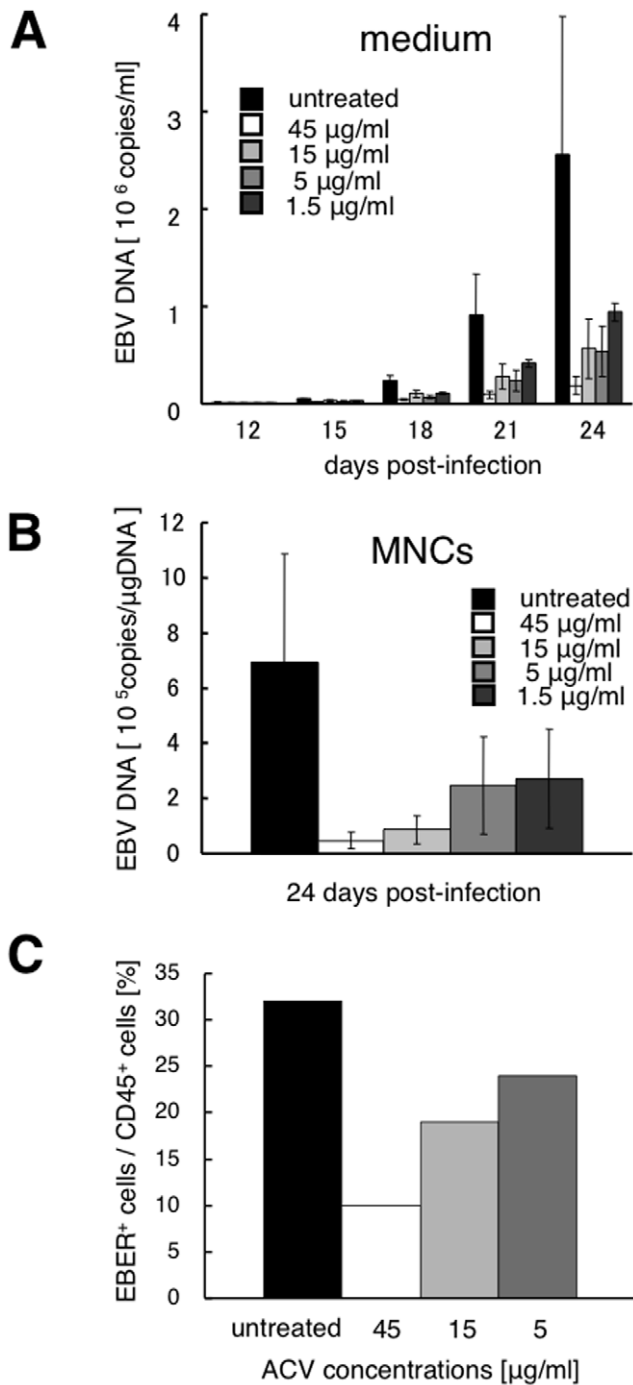 A
medium
EBV DNA [ 10 6 copies/ml]
4
3
2
1
0
untreated
45 µg/ml
15 µg/ml
5 µg/ml
1.5 µg/ml
12 15 18 21 24
days post-infection
B
MNCs
EBV DNA [ 10 5copies/µgDNA ]
12
10
8
6
4
2
0
untreated
45 µg/ml
15 µg/ml
5 µg/ml
1.5 µg/ml
24 days post-infection
C
EBER+ cells / CD45+ cells [%]
35
30
25
20
15
10
5
0
untreated 45 15 5
ACV concentrations [µg/ml]